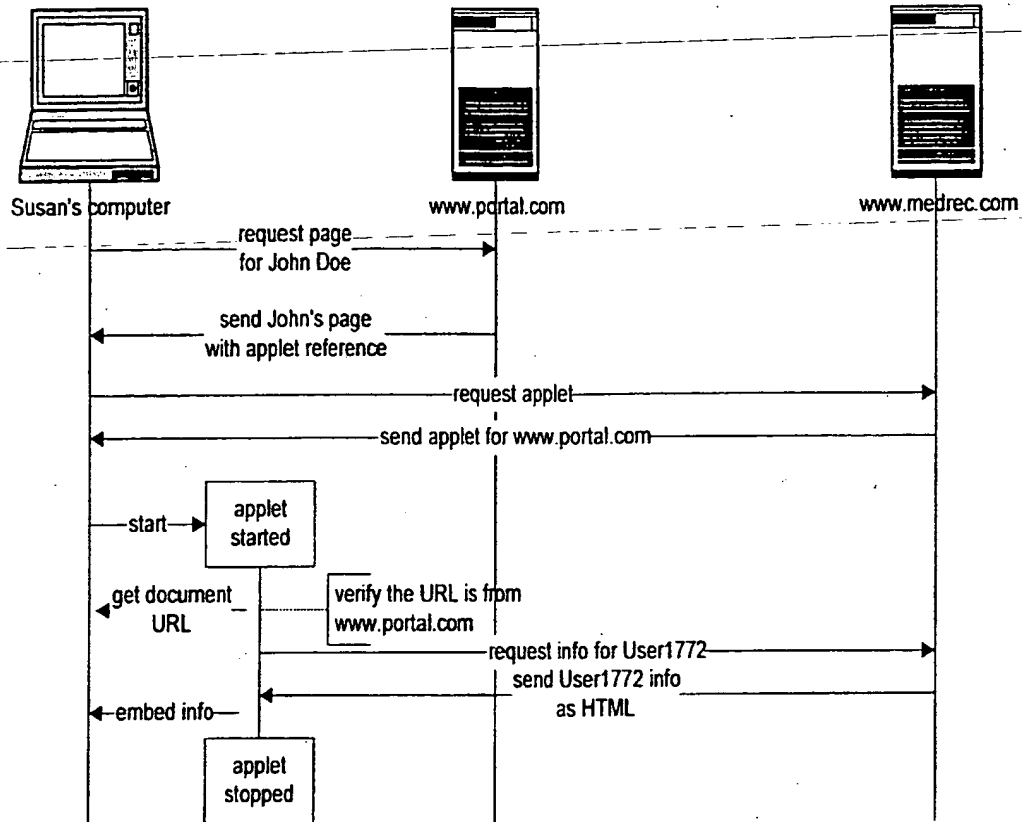 Susan's computer
www.portal.com
www.medrec.com
request page
for John Doe
send John's page
with applet reference
request applet
send applet for www.portal.com
start
applet
started
get document
URL
verify the URL is from
www.portal.com
request info for User1772
send User1772 info
as HTML
embed info
applet
stopped